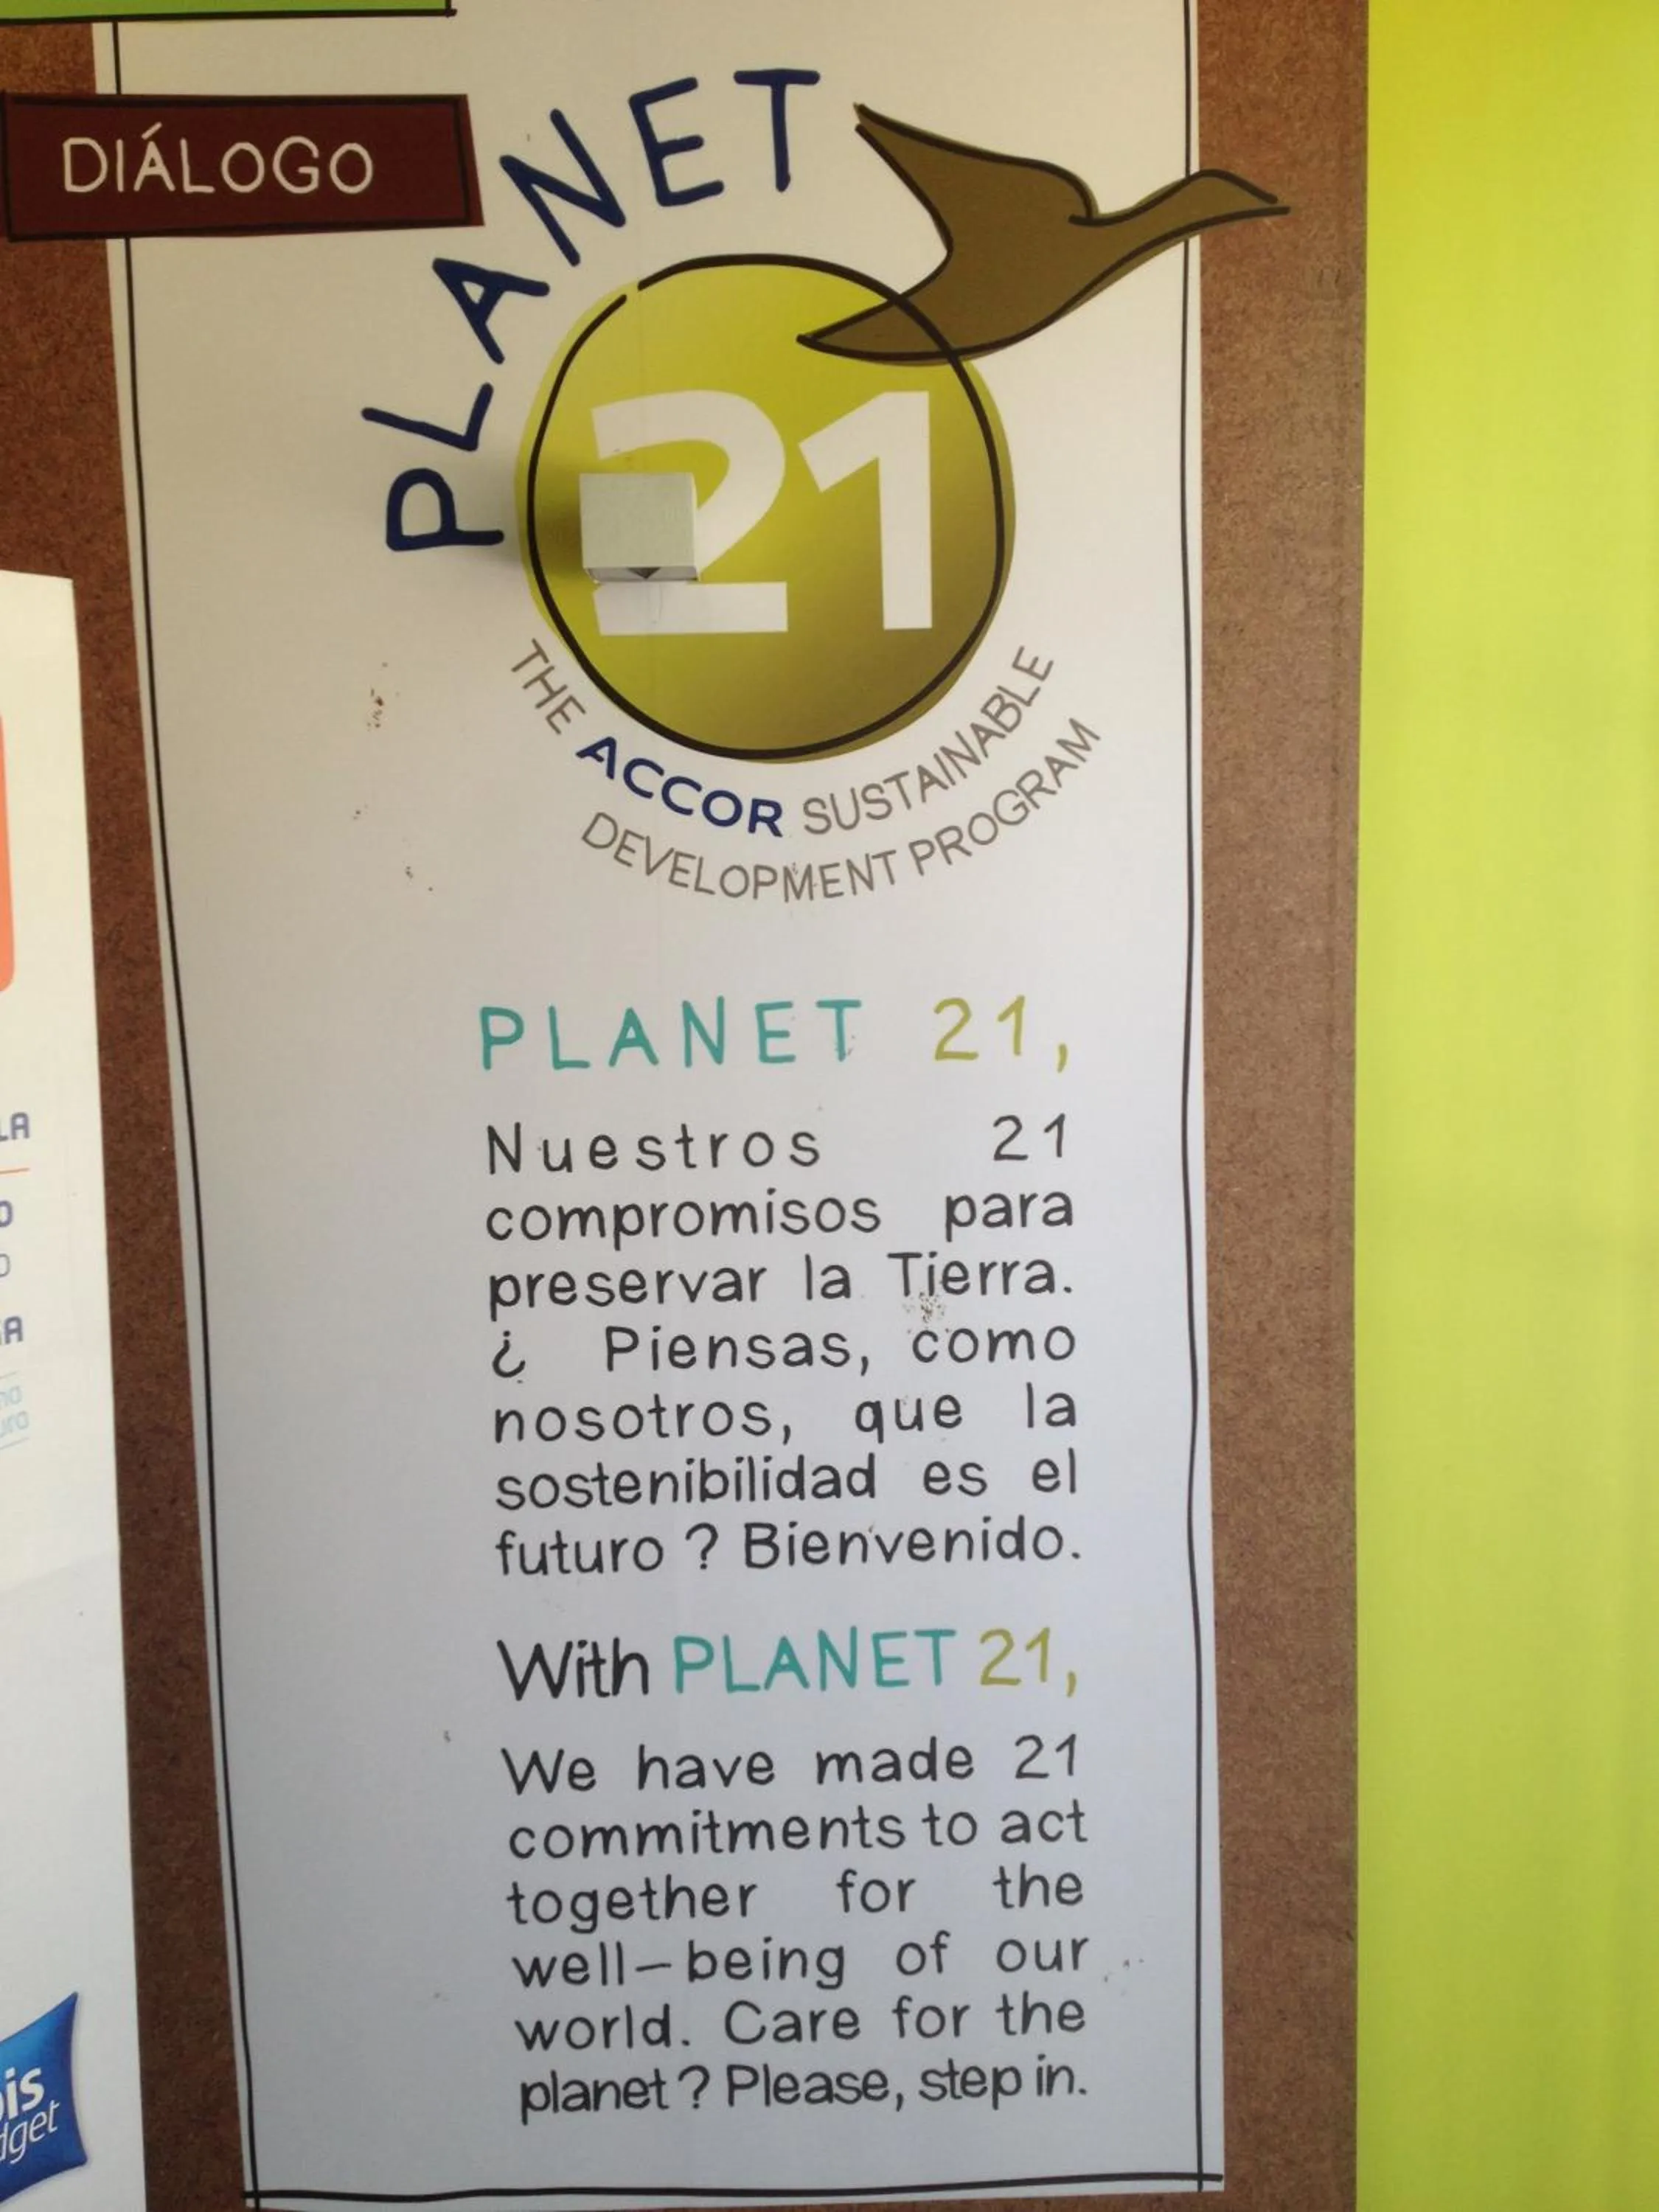 DIÁLOGO
PLANET
21
THE ACCOR SUSTAINABLE
DEVELOPMENT PROGRAM
PLANET 21,
Nuestros 21
compromisos para
preservar la Tierra.
¿ Piensas, como
nosotros, que la
sostenibilidad es el
futuro ? Bienvenido.
With PLANET 21,
We have made 21
commitments to act
together for the
well-being of our
world. Care for the
planet ? Please, step in.